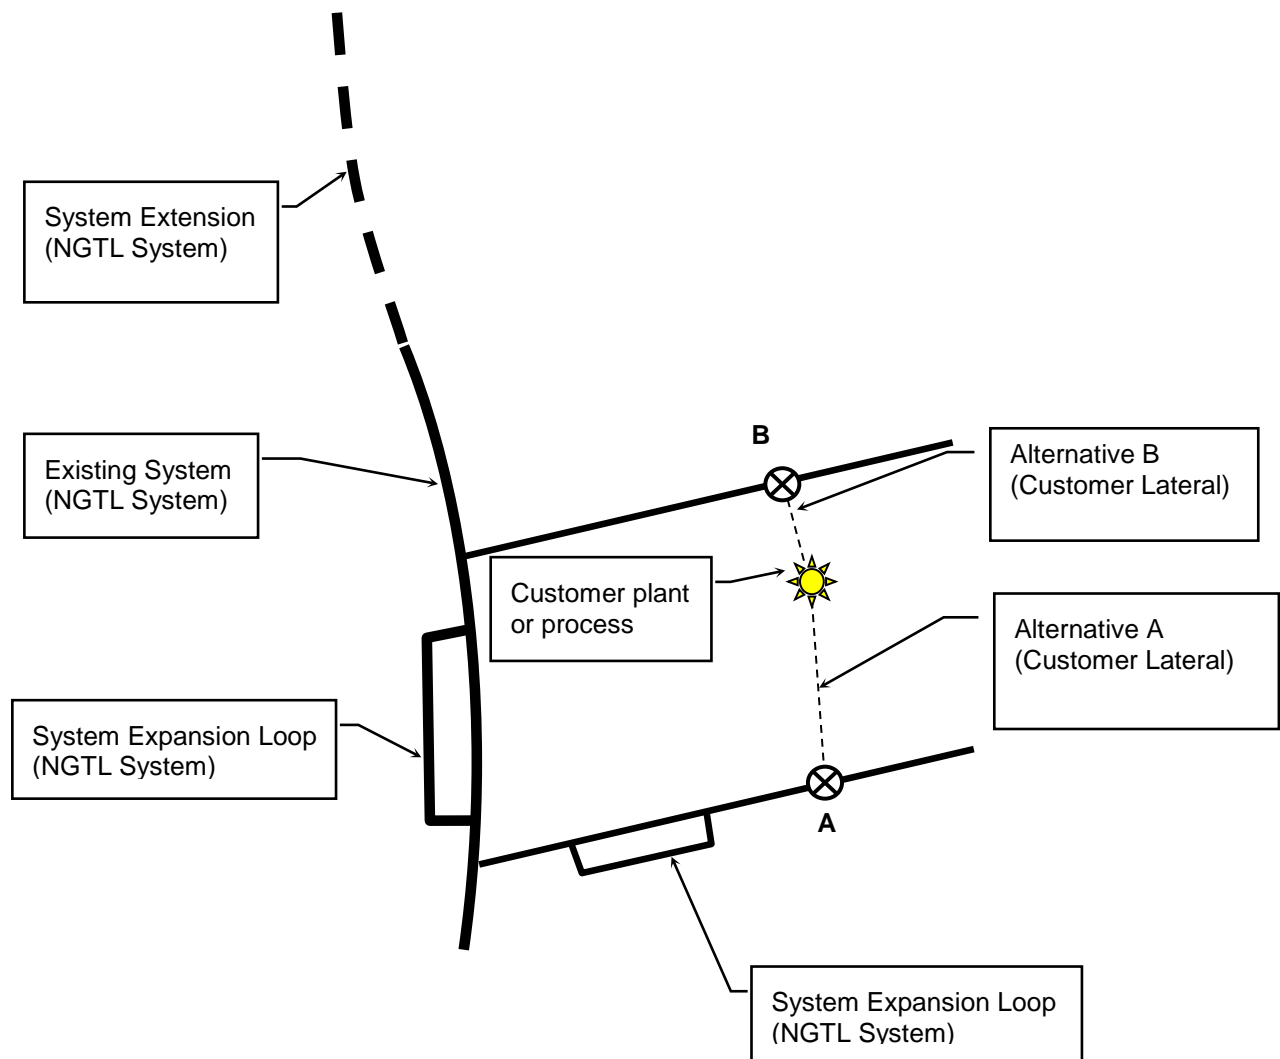 System Extension
(NGTL System)
Existing System
(NGTL System)
B
Alternative B
(Customer Lateral)
Customer plant
or process
Alternative A
(Customer Lateral)
System Expansion Loop
(NGTL System)
A
System Expansion Loop
(NGTL System)